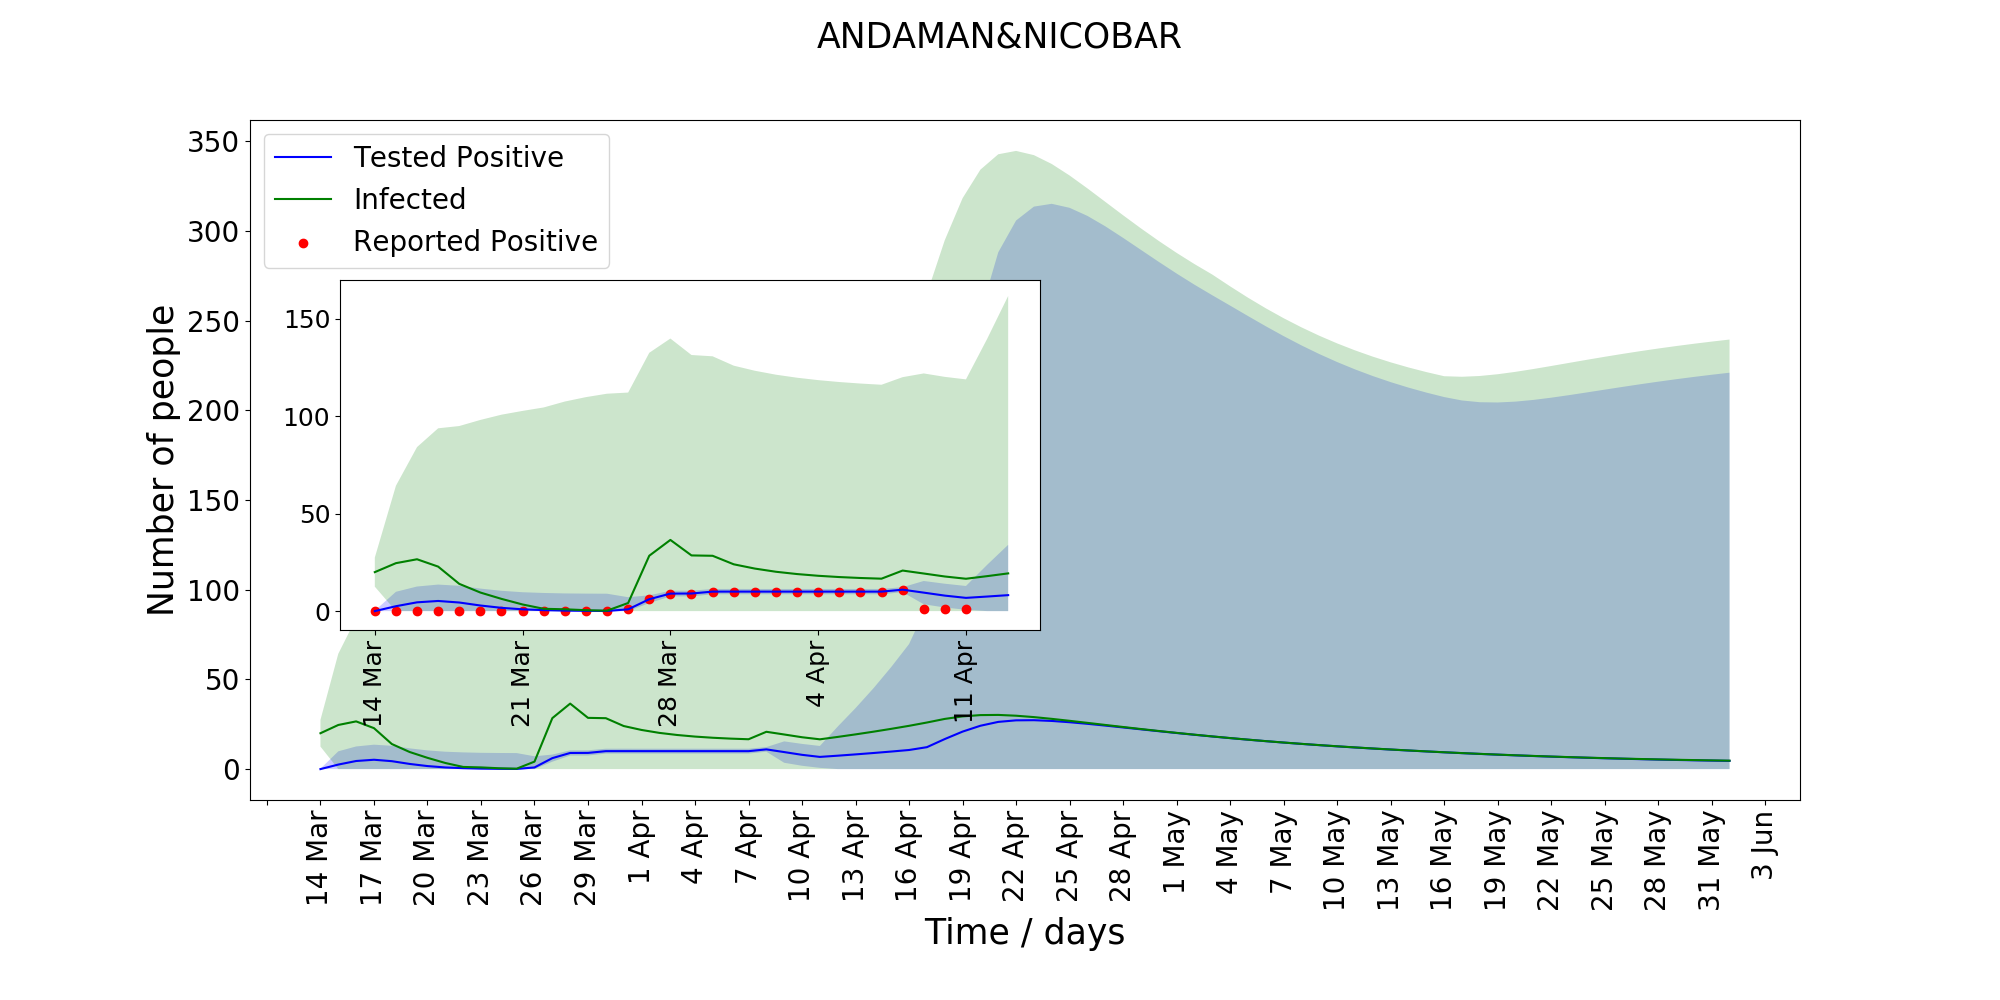 ANDAMAN&NICOBAR
Tested Positive
Infected
Reported Positive
Number of people
350
300
250
200
150
100
50
0
150
100
50
0
14 Mar
21 Mar
28 Mar
4 Apr
11 Apr
14 Mar
17 Mar
20 Mar
23 Mar
26 Mar
29 Mar
1 Apr
4 Apr
7 Apr
10 Apr
13 Apr
16 Apr
19 Apr
22 Apr
25 Apr
28 Apr
1 May
4 May
7 May
10 May
13 May
16 May
19 May
22 May
25 May
28 May
31 May
3 Jun
Time / days